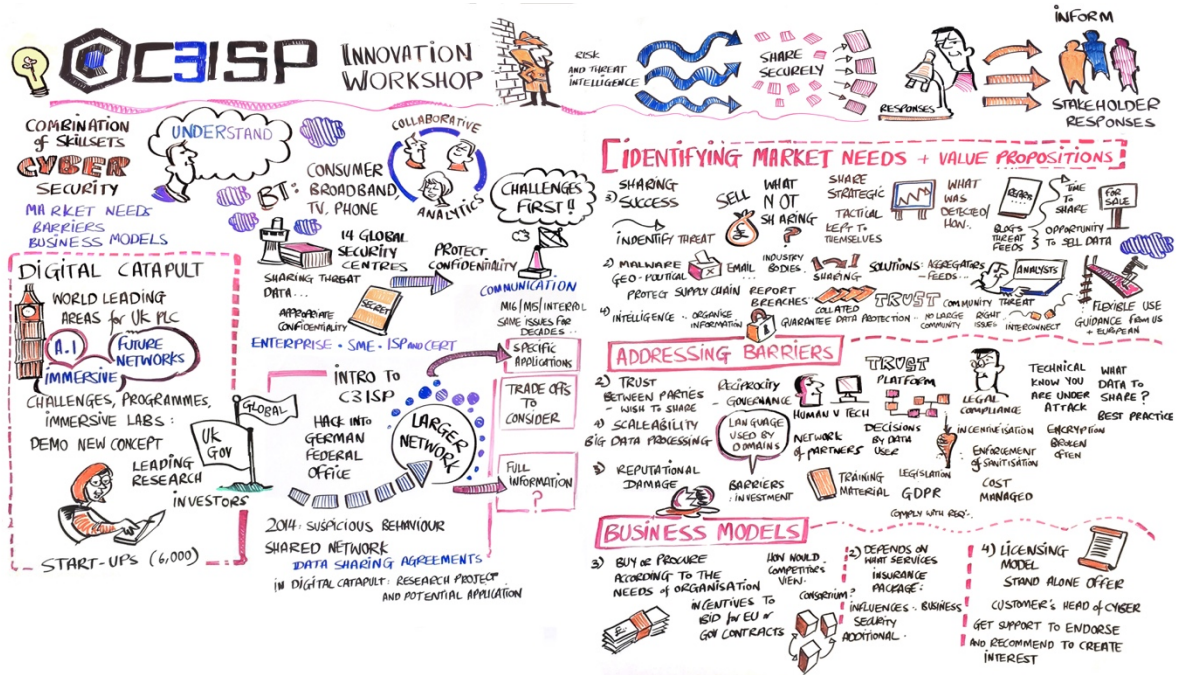 C3ISP
INNOVATION
WORKSHOP
RISK
AND THREAT
INTELLIGENCE
SHARE
SECURELY
RESPONSES
INFORM
STAKEHOLDER
RESPONSES
COMBINATION
of SKILLSETS
CYBER
SECURITY
MARKET NEEDS
BARRIERS
BUSINESS MODELS
UNDERSTAND
BT:
CONSUMER
BROADBAND,
TV, PHONE
COLLABORATIVE
ANALYTICS
CHALLENGES
FIRST!!
14 GLOBAL
SECURITY
CENTRES
PROTECT
CONFIDENTIALITY
SHARING THREAT
DATA...
APPROPRIATE
CONFIDENTIALITY
SECRET
COMMUNICATION
SAME ISSUES FOR
DECADES...
ENTERPRISE · SME · ISP AND CERT
DIGITAL CATAPULT
WORLD LEADING
AREAS for UK PLC
A.I
FUTURE
NETWORKS
IMMERSIVE
CHALLENGES, PROGRAMMES,
IMMERSIVE LABS:
DEMO NEW CONCEPT
LEADING
RESEARCH
INVESTORS
START-UPS (6,000)
GLOBAL
UK
GOV
INTRO TO
C3ISP
HACK INTO
GERMAN
FEDERAL
OFFICE
LARGER
NETWORK
SPECIFIC
APPLICATIONS
TRADE OFFS
TO
CONSIDER
FULL
INFORMATION
?
2014: SUSPICIOUS BEHAVIOUR
SHARED NETWORK
DATA SHARING AGREEMENTS
IN DIGITAL CATAPULT: RESEARCH PROJECT
AND POTENTIAL APPLICATION
IDENTIFYING MARKET NEEDS + VALUE PROPOSITIONS
3) SHARING
SUCCESS
INDENTIFY THREAT
SELL
£
WHAT
NOT
SHARING
?
SHARE
STRATEGIC
TACTICAL
KEPT TO
THEMSELVES
WHAT
WAS
DETECTED/
HOW..
BLOGS
THREAT
FEEDS
TIME
TO
SHARE
OPPORTUNITY
TO SELL DATA
FOR
SALE
2) MALWARE
GEO-POLITICAL
EMAIL
INDUSTRY
BODIES..
SHARING
SOLUTIONS: AGGREGATORS
FEEDS...
ANALYSTS
PROTECT SUPPLY CHAIN
REPORT
BREACHES
COLLATED
TRUST
COMMUNITY THREAT
FLEXIBLE USE
GUIDANCE FROM US
+ EUROPEAN
4) INTELLIGENCE .. ORGANISE
INFORMATION
GUARANTEE DATA PROTECTION..
NO LARGE
COMMUNITY
RIGHT
ISSUES
INTERCONNECT
ADDRESSING BARRIERS
2) TRUST
BETWEEN PARTIES
- WISH TO SHARE
4) SCALEABILITY
BIG DATA PROCESSING
3) REPUTATIONAL
DAMAGE
RECIPROCITY
GOVERNANCE
LANGUAGE
USED BY
DOMAINS
BARRIERS
: INVESTMENT
HUMAN V TECH
NETWORK
of PARTNERS
TRAINING
MATERIAL
TRUST
PLATFORM
DECISIONS
BY DATA
USER
LEGISLATION
GDPR
COMPLY WITH REQ'..
LEGAL
COMPLIANCE
INCENTIVISATION
ENFORCEMENT
OF SANITISATION
COST
MANAGED
TECHNICAL
KNOW YOU
ARE UNDER
ATTACK
ENCRYPTION
BROKEN
OFTEN
WHAT
DATA TO
SHARE?
BEST PRACTICE
BUSINESS MODELS
3) BUY OR PROCURE
ACCORDING TO THE
NEEDS of ORGANISATION
INCENTIVES TO
BID for EU or
GOV CONTRACTS
HOW WOULD
COMPETITORS
VIEW..
CONSORTIUM?
2) DEPENDS ON
WHAT SERVICES
INSURANCE
PACKAGE:
INFLUENCES .. BUSINESS
SECURITY
ADDITIONAL ..
4) LICENSING
MODEL
STAND ALONE OFFER
CUSTOMER'S HEAD of CYBER
GET SUPPORT TO ENDORSE
AND RECOMMEND TO CREATE
INTEREST